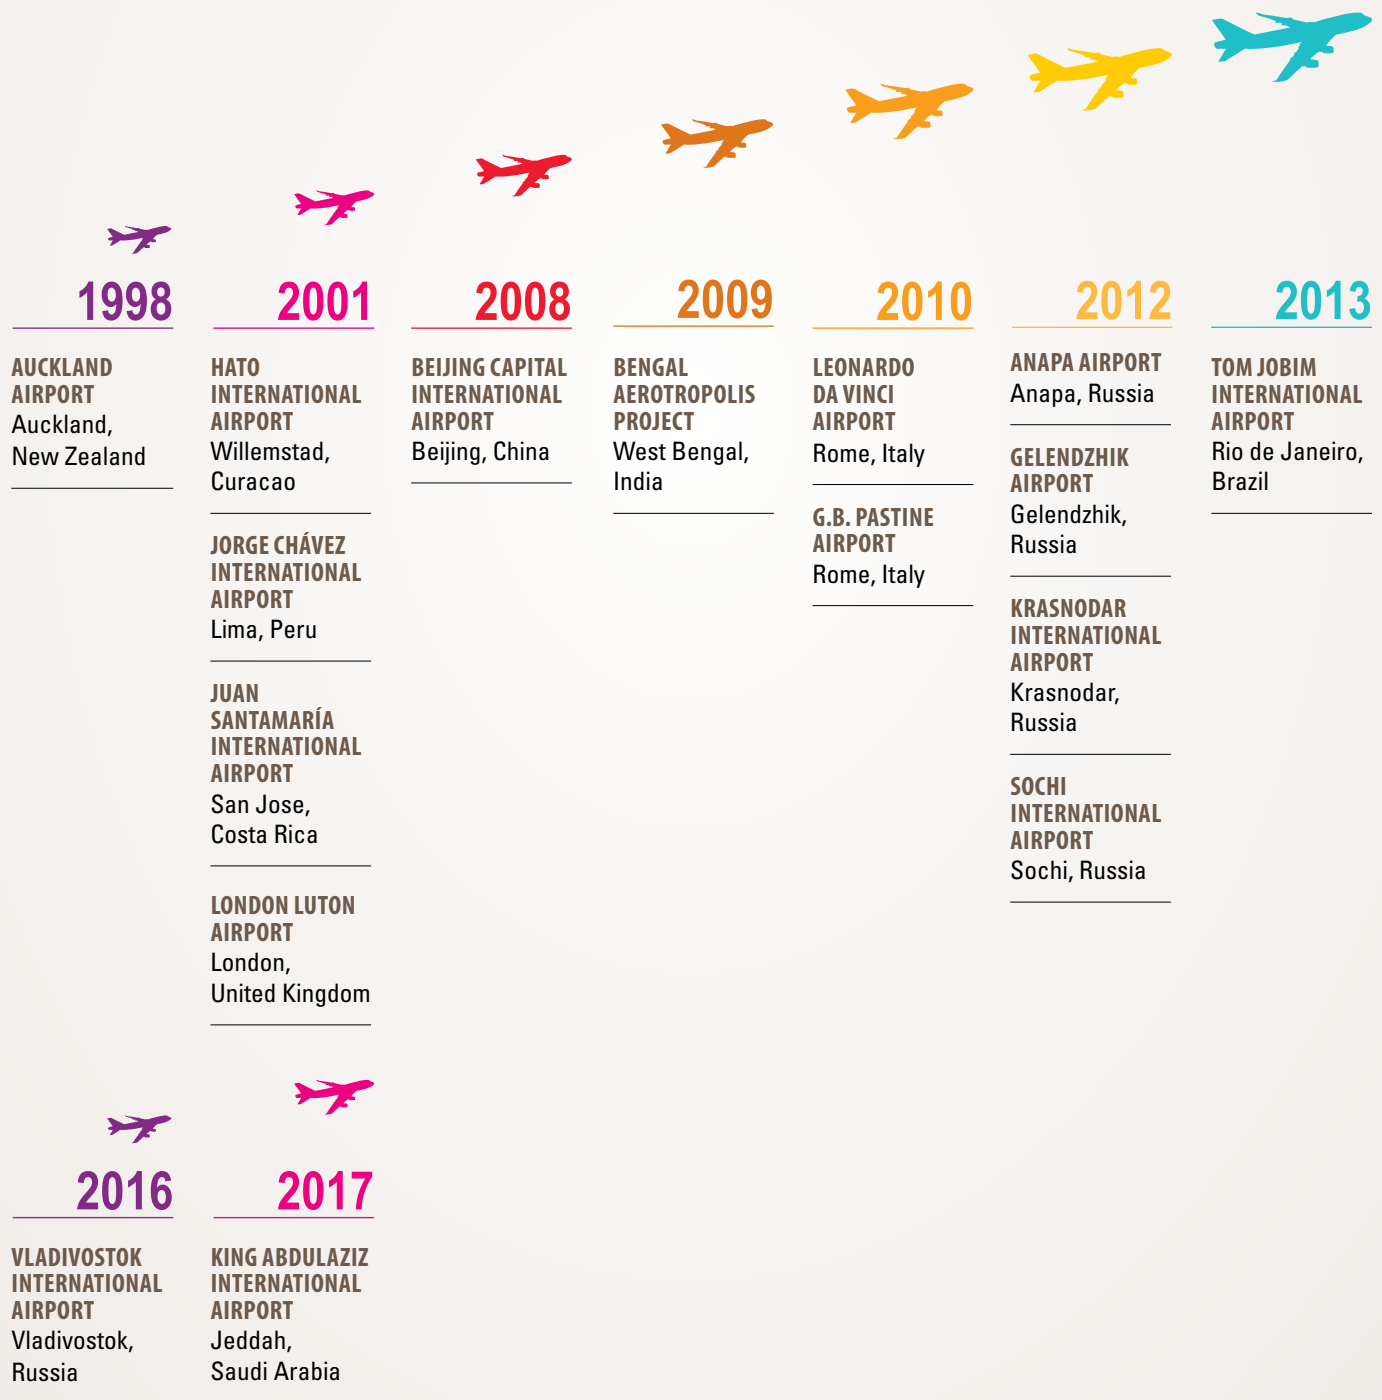 1998
AUCKLAND
AIRPORT
Auckland,
New Zealand
2001
HATO
INTERNATIONAL
AIRPORT
Willemstad,
Curacao
JORGE CHÁVEZ
INTERNATIONAL
AIRPORT
Lima, Peru
JUAN
SANTAMARÍA
INTERNATIONAL
AIRPORT
San Jose,
Costa Rica
LONDON LUTON
AIRPORT
London,
United Kingdom
2008
BEIJING CAPITAL
INTERNATIONAL
AIRPORT
Beijing, China
2009
BENGAL
AEROTROPOLIS
PROJECT
West Bengal,
India
2010
LEONARDO
DA VINCI
AIRPORT
Rome, Italy
G.B. PASTINE
AIRPORT
Rome, Italy
2012
ANAPA AIRPORT
Anapa, Russia
GELENDZHIK
AIRPORT
Gelendzhik,
Russia
KRASNODAR
INTERNATIONAL
AIRPORT
Krasnodar,
Russia
SOCHI
INTERNATIONAL
AIRPORT
Sochi, Russia
2013
TOM JOBIM
INTERNATIONAL
AIRPORT
Rio de Janeiro,
Brazil
2016
VLADIVOSTOK
INTERNATIONAL
AIRPORT
Vladivostok,
Russia
2017
KING ABDULAZIZ
INTERNATIONAL
AIRPORT
Jeddah,
Saudi Arabia